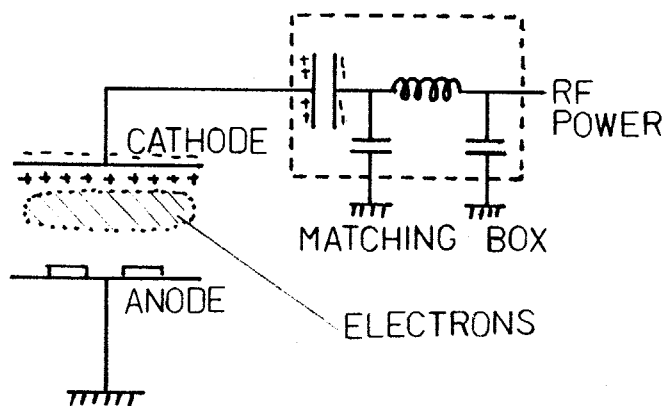 RF
POWER
CATHODE
MATCHING BOX
ANODE
ELECTRONS